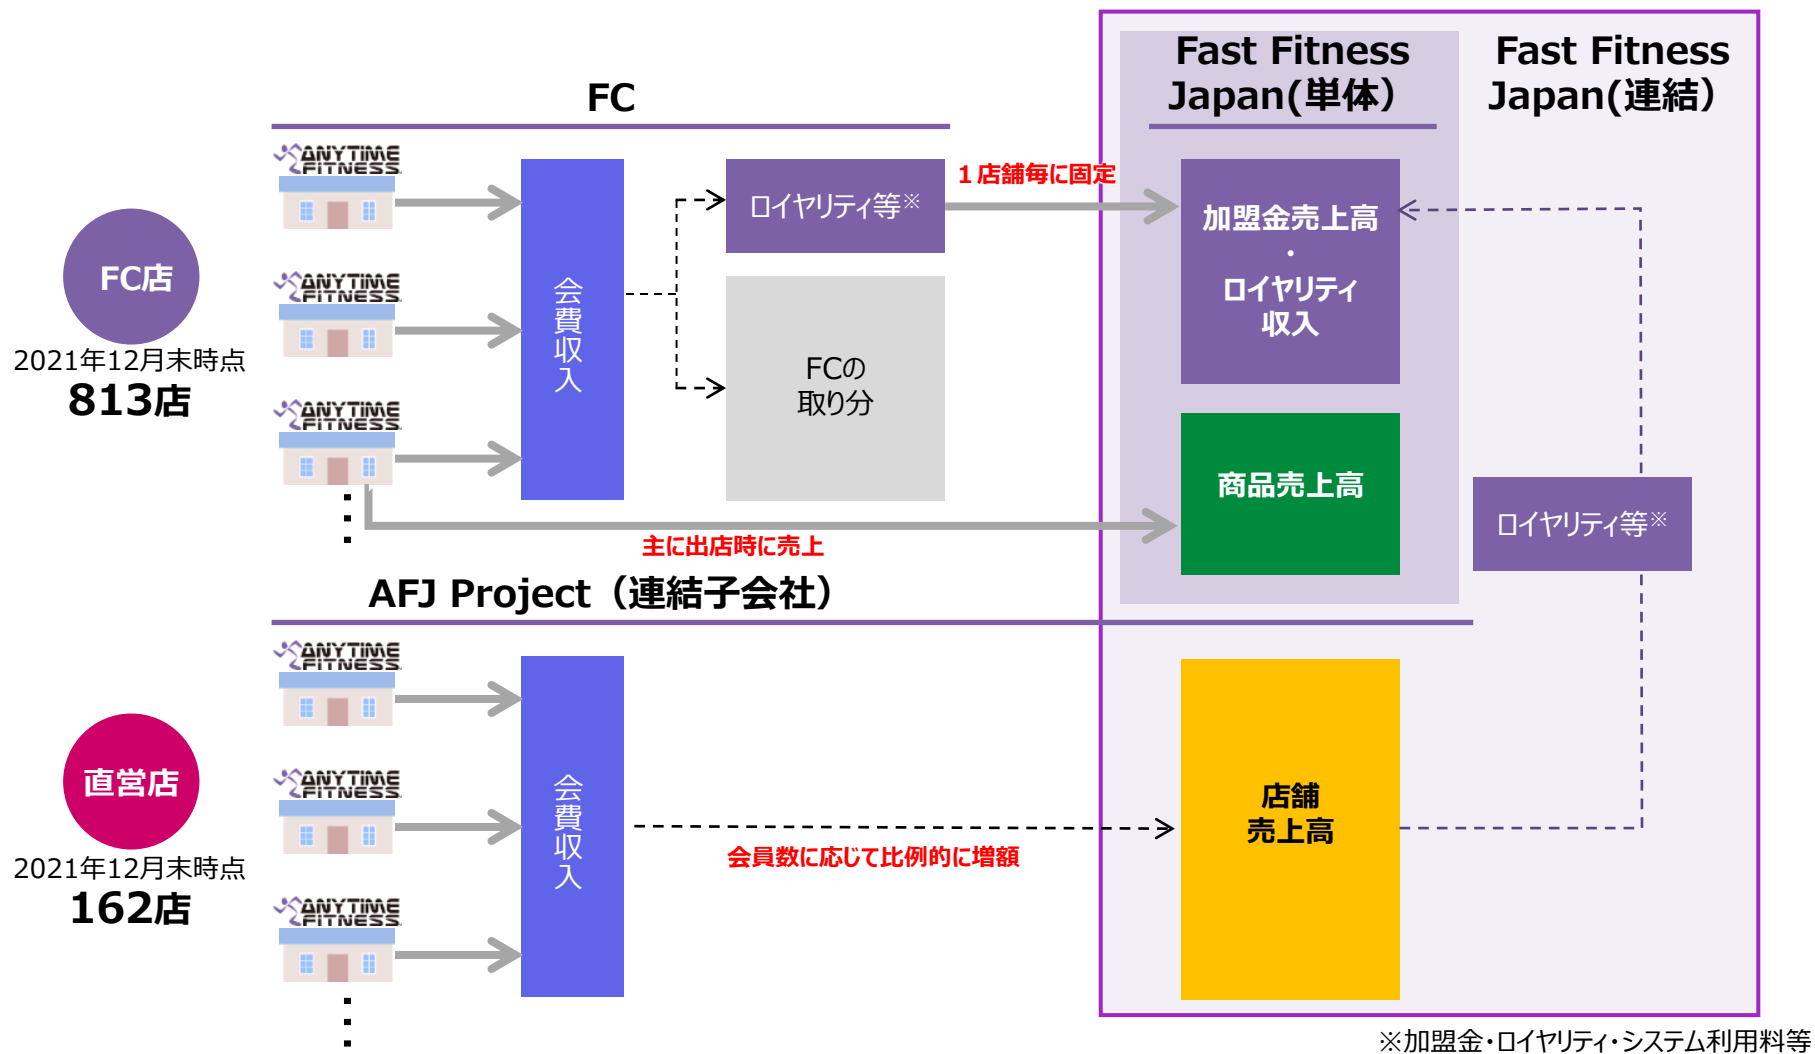 FC
Fast Fitness
Japan(単体)
Fast Fitness
Japan(連結)
FC店
2021年12月末時点
813店
ANYTIME
FITNESS
ANYTIME
FITNESS
ANYTIME
FITNESS
会費収入
ロイヤリティ等※
FCの
取り分
1店舗毎に固定
加盟金売上高
・
ロイヤリティ
収入
商品売上高
主に出店時に売上
ロイヤリティ等※
AFJ Project(連結子会社)
直営店
2021年12月末時点
162店
ANYTIME
FITNESS
ANYTIME
FITNESS
ANYTIME
FITNESS
会費収入
会員数に応じて比例的に増額
店舗
売上高
※加盟金・ロイヤリティ・システム利用料等